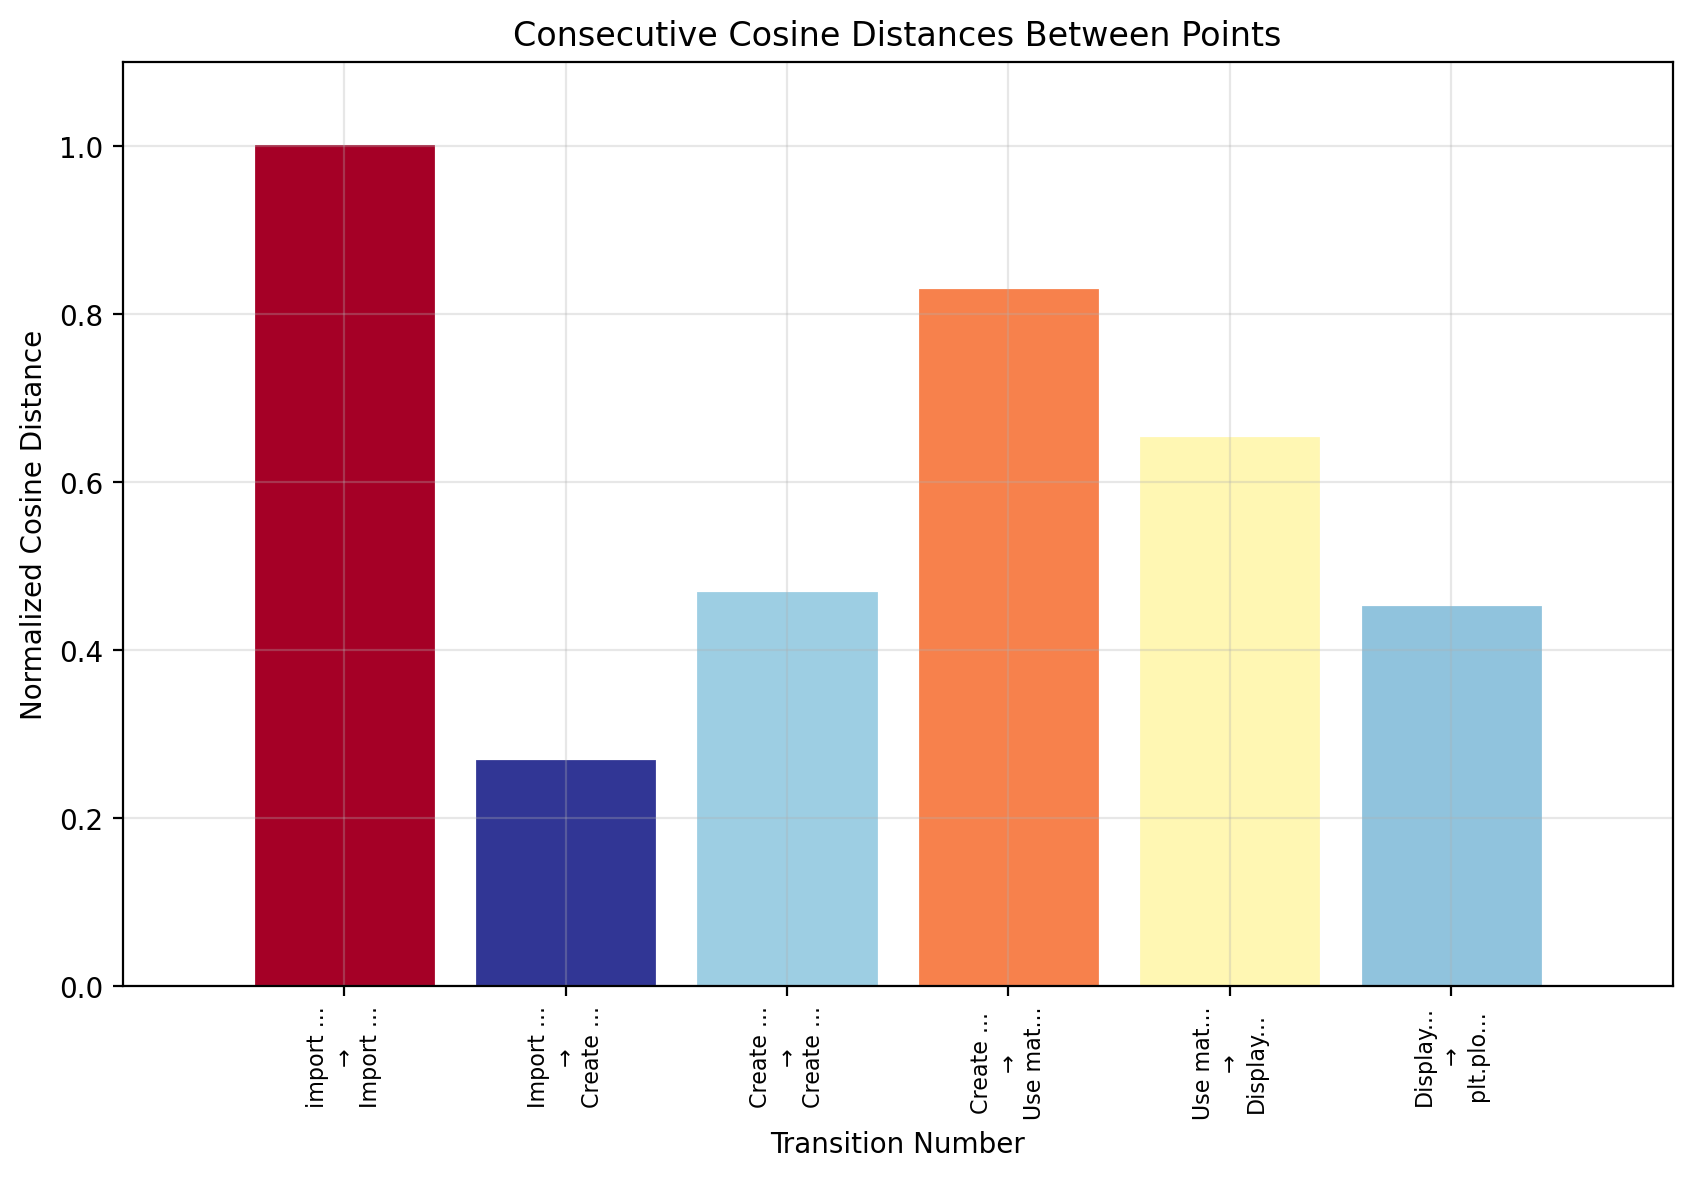 Consecutive Cosine Distances Between Points
Normalized Cosine Distance
1.0
0.8
0.6
0.4
0.2
0.0
import ...
→
Import ...
Import ...
→
Create ...
Create ...
→
Create ...
Create ...
→
Use mat...
Use mat...
→
Display...
Display...
→
plt.plo...
Transition Number